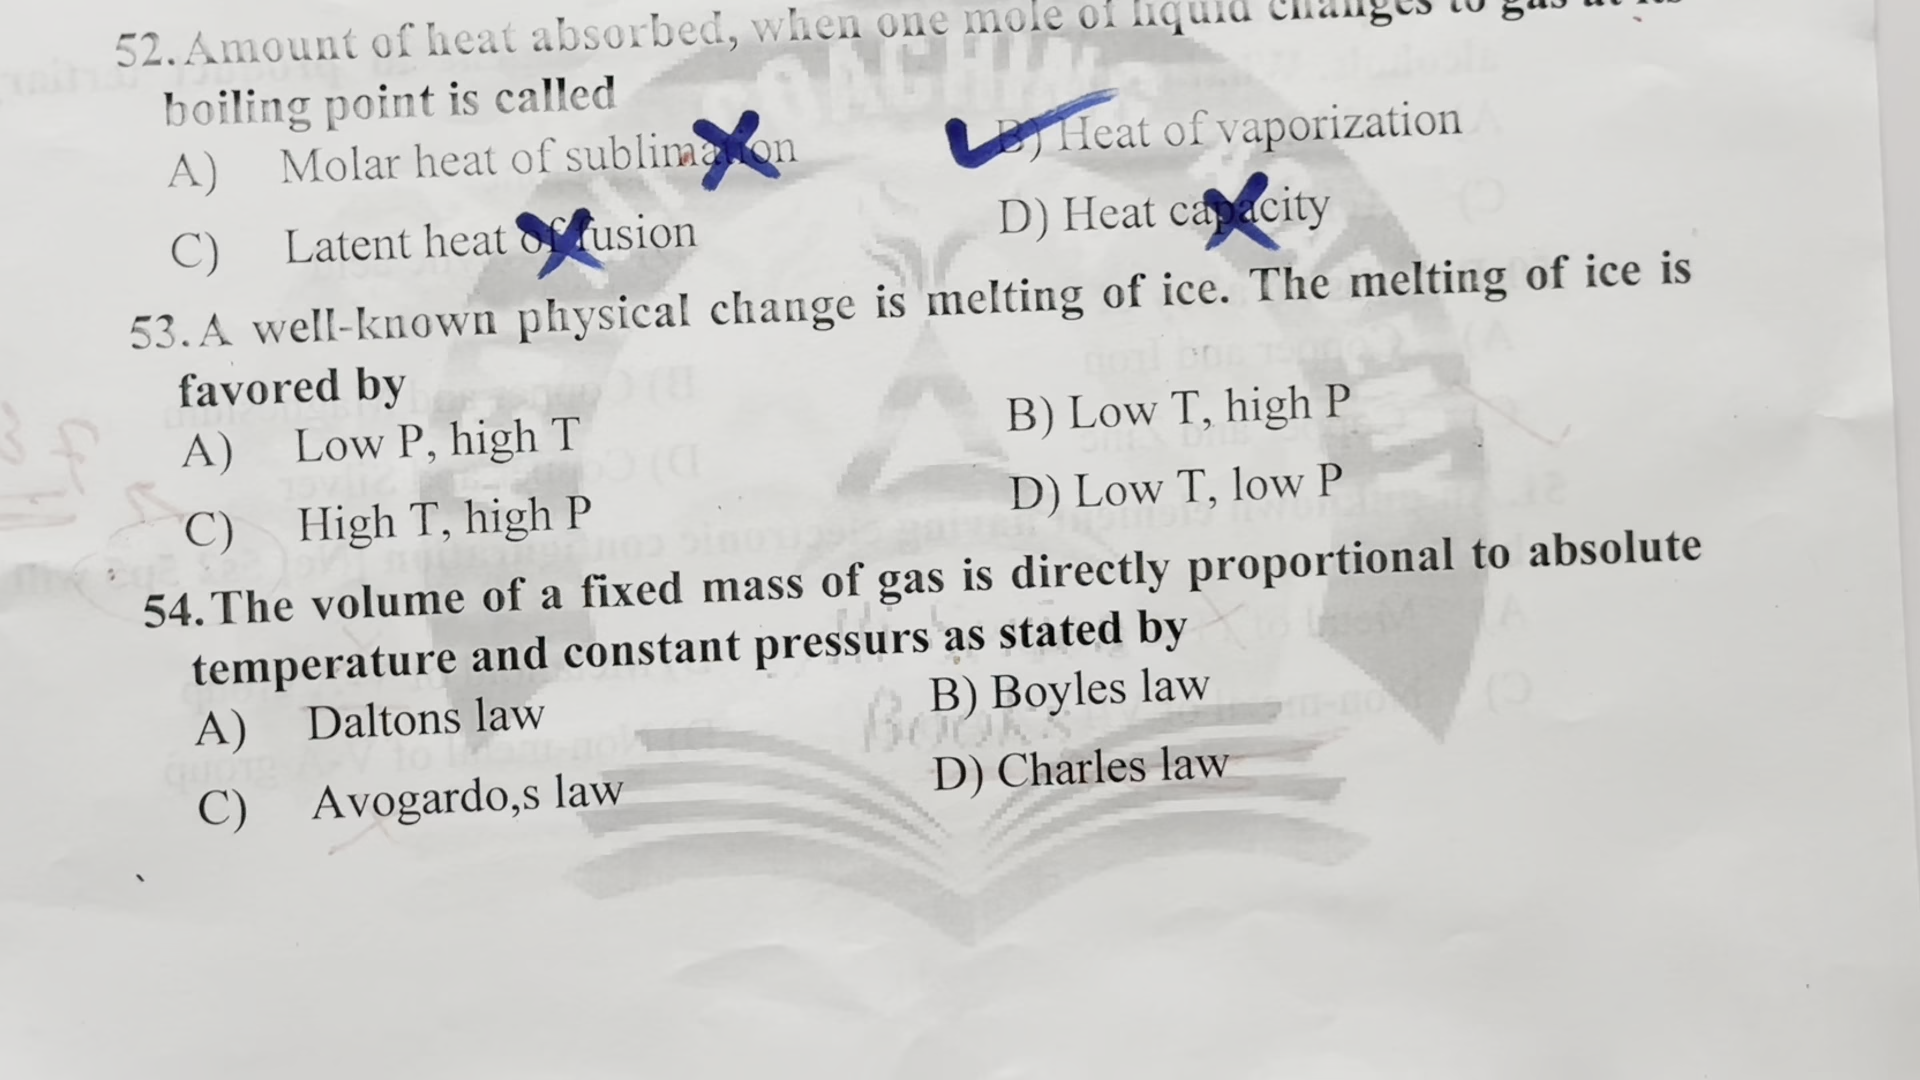 52. Amount of heat absorbed, when one mole of liquid changes to gas at its
boiling point is called
A) Molar heat of sublimation B) Heat of vaporization
C) Latent heat of fusion D) Heat capacity
53. A well-known physical change is melting of ice. The melting of ice is
favored by
A) Low P, high T B) Low T, high P
C) High T, high P D) Low T, low P
54. The volume of a fixed mass of gas is directly proportional to absolute
temperature and constant pressurs as stated by
A) Daltons law B) Boyles law
C) Avogardo,s law D) Charles law
Books